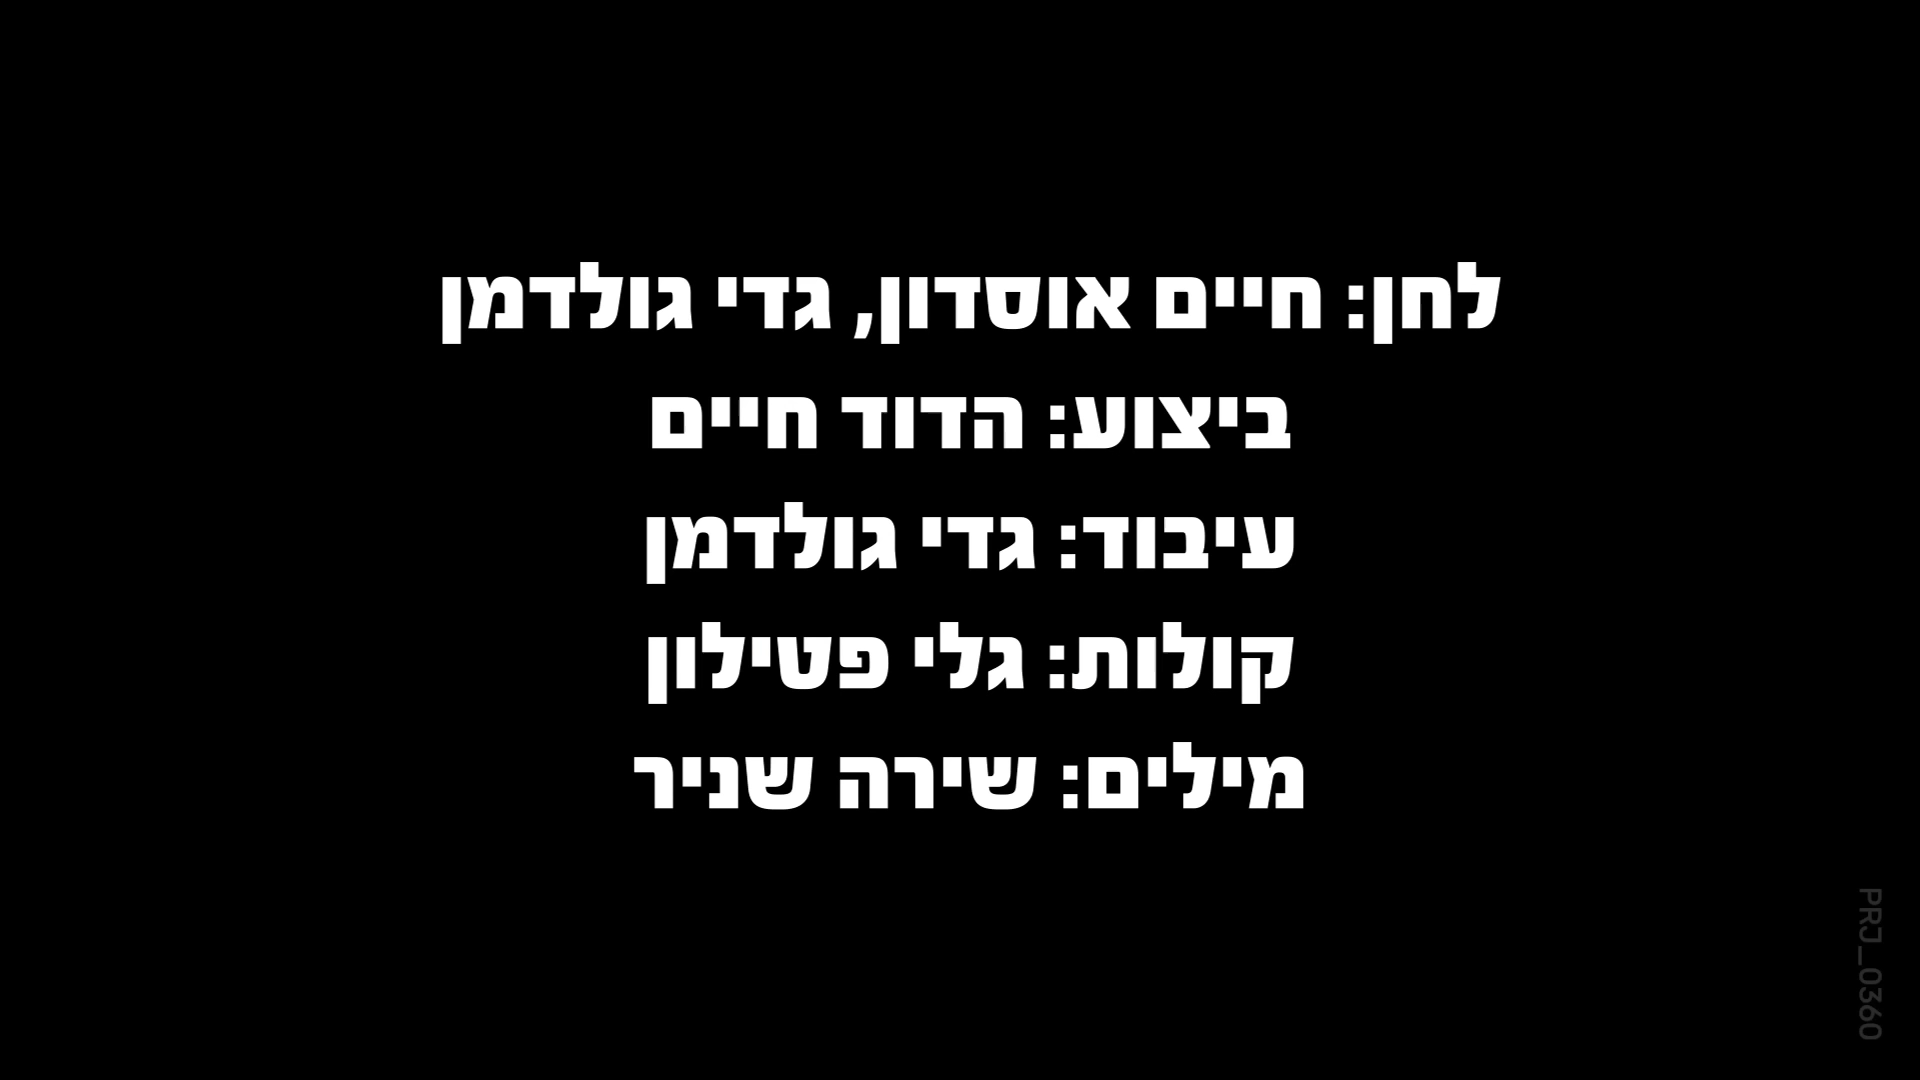 לחן: חיים אוסדון, גדי גולדמן
ביצוע: הדוד חיים
עיבוד: גדי גולדמן
קולות: גלי פטילון
מילים: שירה שניר
PRJ_0360